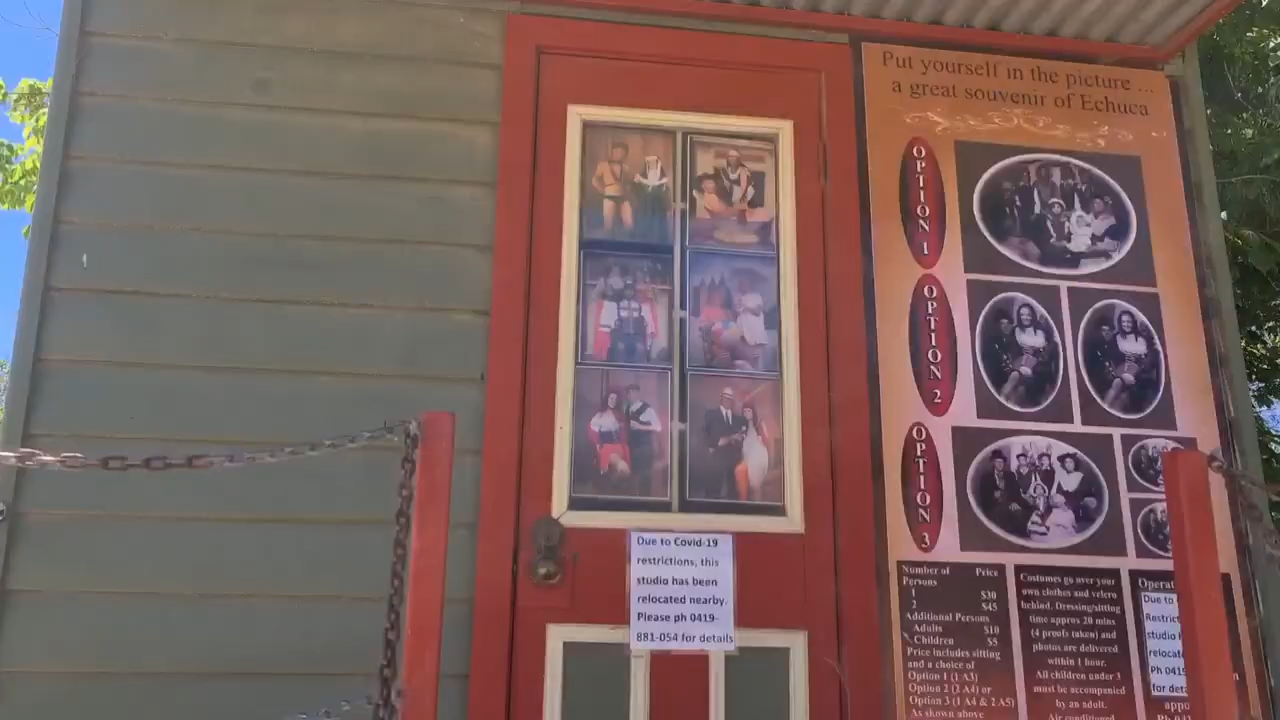 Put yourself in the picture ...
a great souvenir of Echuca
OPTION 1
OPTION 2
OPTION 3
Due to Covid-19
restrictions, this
studio has been
relocated nearby.
Please ph 0419-
881-054 for details
Number of Persons Price
1 $30
2 $45
Additional Persons
Adults $10
Children $5
Price includes sitting
and a choice of
Option 1 (1 A3)
Option 2 (2 A4) or
Option 3 (1 A4 & 2 A5)
As shown above
Costumes go over your
own clothes and velcro
behind. Dressing/sitting
time approx 20 mins
(4 proofs taken) and
photos are delivered
within 1 hour.
All children under 3
must be accompanied
by an adult.
Air conditioned
Due to
studio
Ph
for